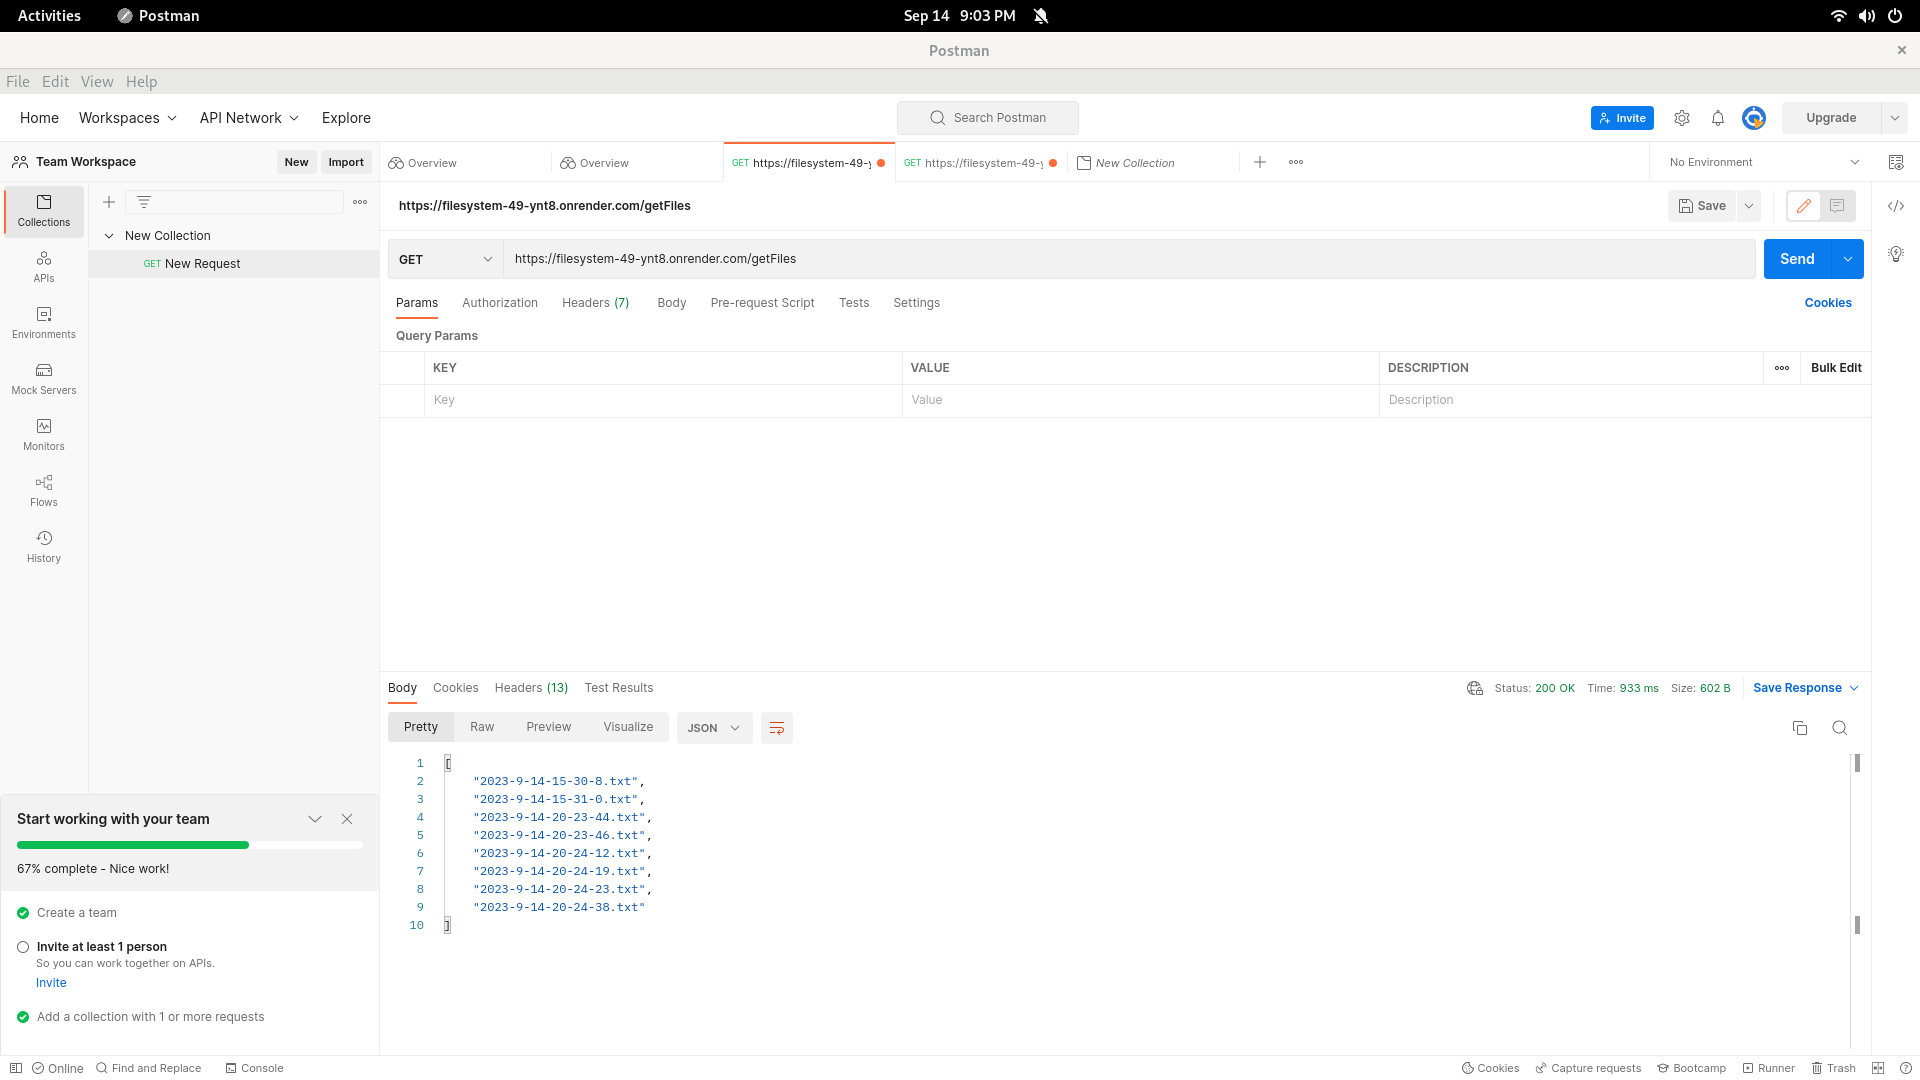 Activities Postman Sep 14 9:03 PM
Postman
File Edit View Help
Home Workspaces API Network Explore Search Postman Invite Upgrade
Team Workspace New Import Overview Overview GET https://filesystem-49-y GET https://filesystem-49-y New Collection No Environment
Collections
APIs
Environments
Mock Servers
Monitors
Flows
History
New Collection
GET New Request
https://filesystem-49-ynt8.onrender.com/getFiles Save
GET https://filesystem-49-ynt8.onrender.com/getFiles Send
Params Authorization Headers (7) Body Pre-request Script Tests Settings Cookies
Query Params
KEY VALUE DESCRIPTION Bulk Edit
Key Value Description
Body Cookies Headers (13) Test Results Status: 200 OK Time: 933 ms Size: 602 B Save Response
Pretty Raw Preview Visualize JSON
1 [
2 "2023-9-14-15-30-8.txt",
3 "2023-9-14-15-31-0.txt",
4 "2023-9-14-20-23-44.txt",
5 "2023-9-14-20-23-46.txt",
6 "2023-9-14-20-24-12.txt",
7 "2023-9-14-20-24-19.txt",
8 "2023-9-14-20-24-23.txt",
9 "2023-9-14-20-24-38.txt"
10 ]
Start working with your team
67% complete - Nice work!
Create a team
Invite at least 1 person
So you can work together on APIs.
Invite
Add a collection with 1 or more requests
Online Find and Replace Console Cookies Capture requests Bootcamp Runner Trash